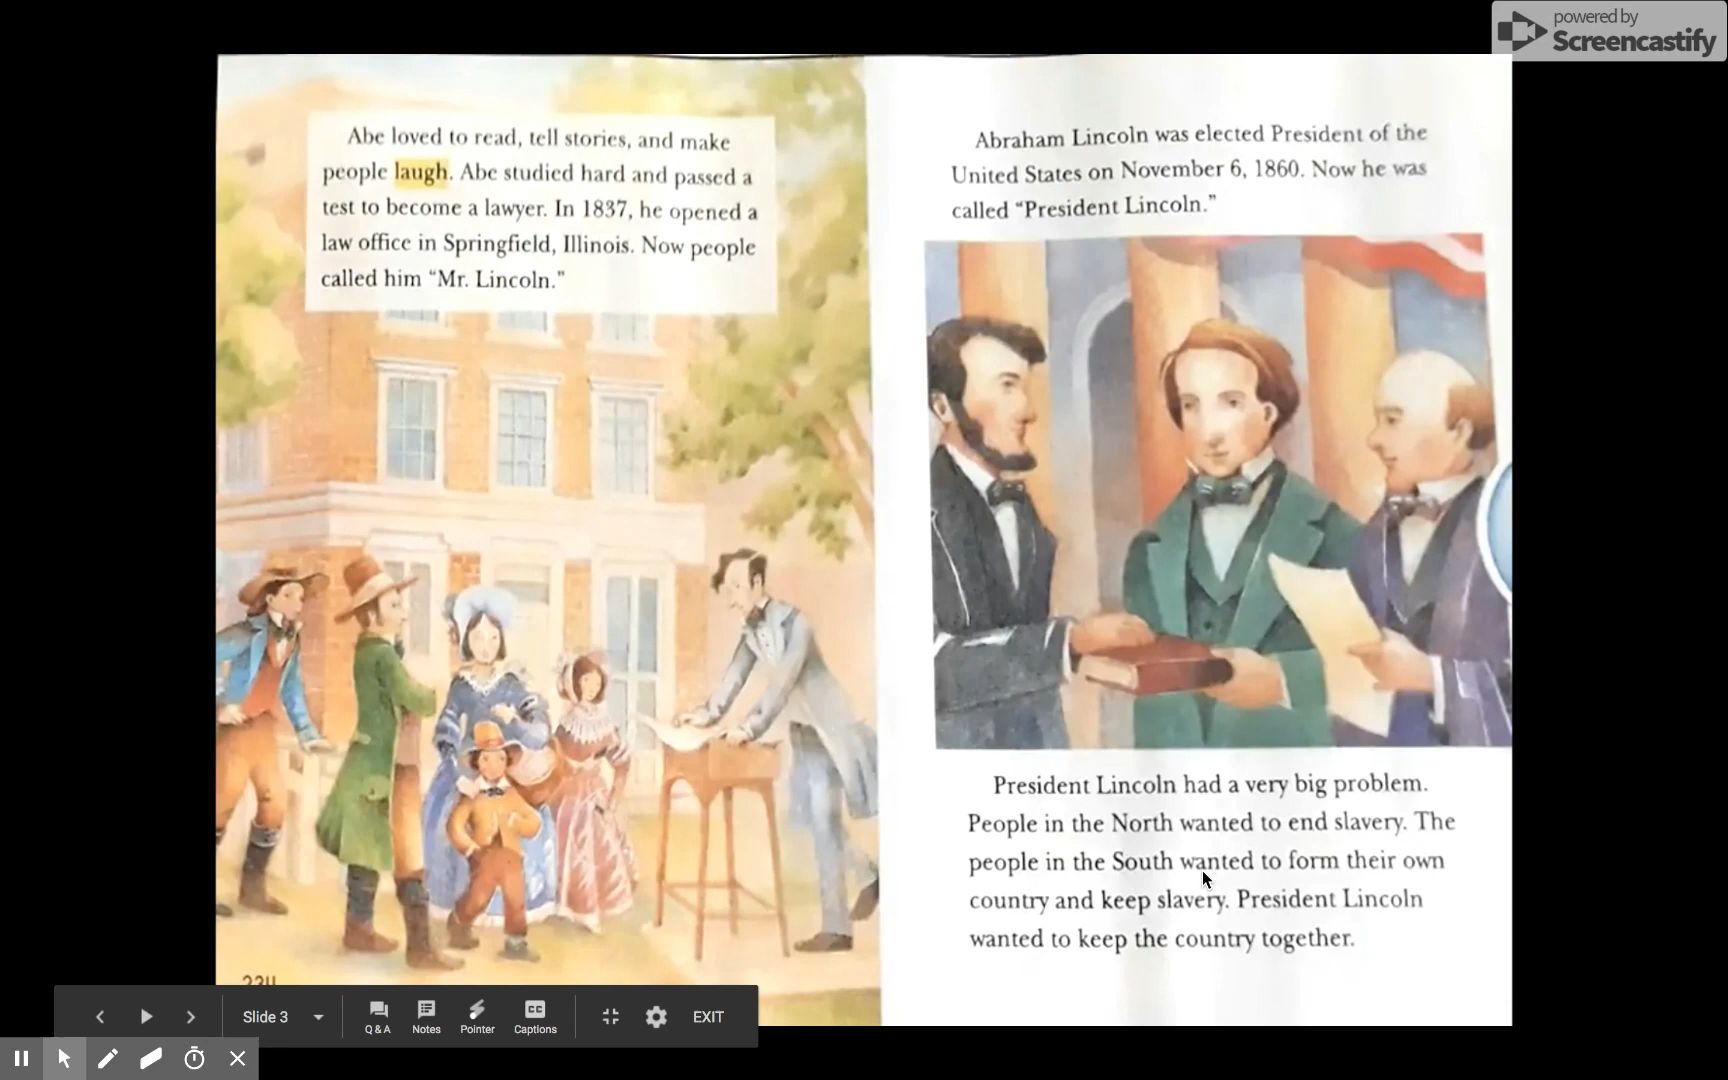 powered by
Screencastify
Abe loved to read, tell stories, and make
people laugh. Abe studied hard and passed a
test to become a lawyer. In 1837, he opened a
law office in Springfield, Illinois. Now people
called him “Mr. Lincoln.”
Abraham Lincoln was elected President of the
United States on November 6, 1860. Now he was
called “President Lincoln.”
President Lincoln had a very big problem.
People in the North wanted to end slavery. The
people in the South wanted to form their own
country and keep slavery. President Lincoln
wanted to keep the country together.
Slide 3
Q & A
Notes
Pointer
CC
Captions
EXIT